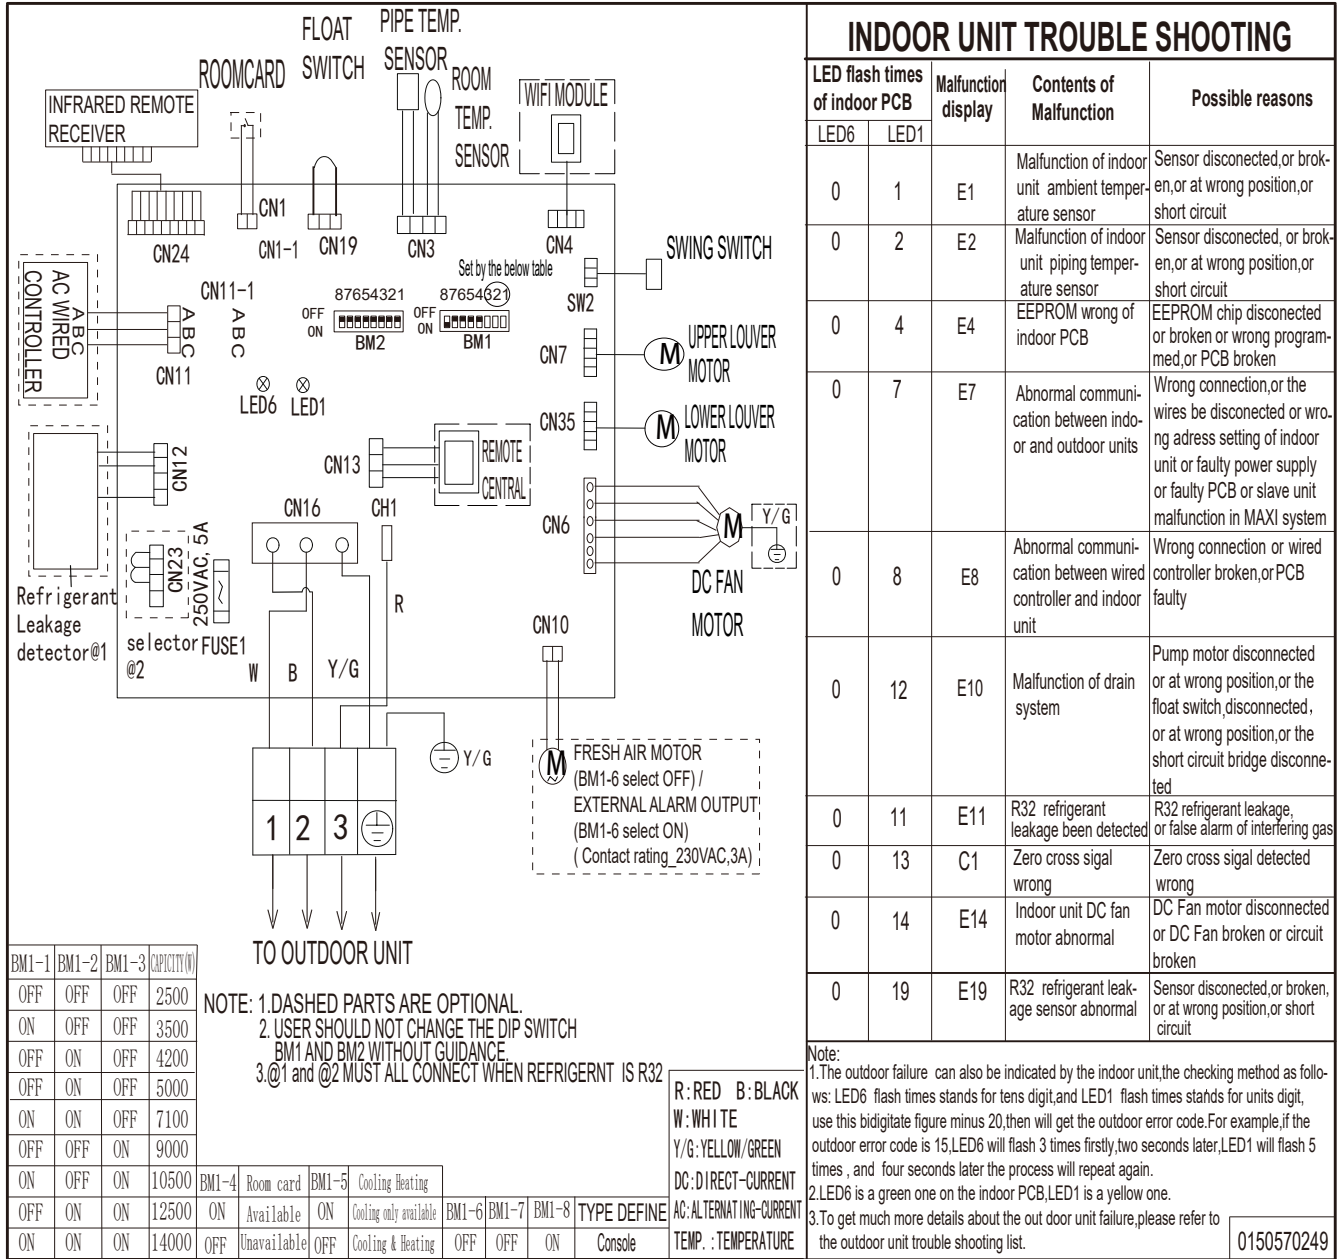 FLOAT
SWITCH
PIPE TEMP.
SENSOR
ROOMCARD
ROOM
TEMP.
SENSOR
WIFI MODULE
INFRARED REMOTE
RECEIVER
CN24
CN1
CN1-1
CN19
CN3
CN4
SWING SWITCH
Set by the below table
SW2
AC WIRED
CONTROLLER
A B C
CN11-1
A B C
A B C
CN11
87654321
OFF
ON
BM2
87654321
OFF
ON
BM1
CN7
M
UPPER LOUVER
MOTOR
LED6
LED1
CN35
M
LOWER LOUVER
MOTOR
CN12
CN13
REMOTE
CENTRAL
CN16
CH1
CN6
M
Y/G
DC FAN
MOTOR
Refrigerant
Leakage
detector@1
CN23
selector
@2
250VAC, 5A
FUSE1
R
W
B
Y/G
CN10
Y/G
M
FRESH AIR MOTOR
(BM1-6 select OFF) /
EXTERNAL ALARM OUTPUT
(BM1-6 select ON)
( Contact rating_230VAC,3A)
1 2 3
TO OUTDOOR UNIT
BM1-1 BM1-2 BM1-3 CAPICITY(W)
OFF OFF OFF 2500
ON OFF OFF 3500
OFF ON OFF 4200
OFF ON OFF 5000
ON ON OFF 7100
OFF OFF ON 9000
ON OFF ON 10500
OFF ON ON 12500
ON ON ON 14000
NOTE: 1.DASHED PARTS ARE OPTIONAL.
2. USER SHOULD NOT CHANGE THE DIP SWITCH
BM1 AND BM2 WITHOUT GUIDANCE.
3.@1 and @2 MUST ALL CONNECT WHEN REFRIGERNT IS R32
BM1-4 Room card BM1-5 Cooling Heating
ON Available ON Cooling only available
OFF Unavailable OFF Cooling & Heating
BM1-6 BM1-7 BM1-8 TYPE DEFINE
OFF OFF ON Console
R:RED B:BLACK
W:WHITE
Y/G:YELLOW/GREEN
DC:DIRECT-CURRENT
AC:ALTERNATING-CURRENT
TEMP. :TEMPERATURE
INDOOR UNIT TROUBLE SHOOTING
LED flash times
of indoor PCB
LED6 LED1
Malfunction
display
Contents of
Malfunction
Possible reasons
0 1 E1
Malfunction of indoor
unit ambient temper-
ature sensor
Sensor disconected,or brok-
en,or at wrong position,or
short circuit
0 2 E2
Malfunction of indoor
unit piping temper-
ature sensor
Sensor disconected, or brok-
en,or at wrong position,or
short circuit
0 4 E4
EEPROM wrong of
indoor PCB
EEPROM chip disconected
or broken or wrong program-
med,or PCB broken
0 7 E7
Abnormal communi-
cation between indo-
or and outdoor units
Wrong connection,or the
wires be disconected or wro-
ng adress setting of indoor
unit or faulty power supply
or faulty PCB or slave unit
malfunction in MAXI system
0 8 E8
Abnormal communi-
cation between wired
controller and indoor
unit
Wrong connection or wired
controller broken,or PCB
faulty
0 12 E10
Malfunction of drain
system
Pump motor disconnected
or at wrong position,or the
float switch,disconnected,
or at wrong position,or the
short circuit bridge disconne-
ted
0 11 E11
R32 refrigerant
leakage been detected
R32 refrigerant leakage,
or false alarm of interfering gas
0 13 C1
Zero cross sigal
wrong
Zero cross sigal detected
wrong
0 14 E14
Indoor unit DC fan
motor abnormal
DC Fan motor disconnected
or DC Fan broken or circuit
broken
0 19 E19
R32 refrigerant leak-
age sensor abnormal
Sensor disconected,or broken,
or at wrong position,or short
circuit
Note:
1.The outdoor failure can also be indicated by the indoor unit,the checking method as follo-
ws: LED6 flash times stands for tens digit,and LED1 flash times stands for units digit,
use this bidigitate figure minus 20,then will get the outdoor error code.For example,if the
outdoor error code is 15,LED6 will flash 3 times firstly,two seconds later,LED1 will flash 5
times , and four seconds later the process will repeat again.
2.LED6 is a green one on the indoor PCB,LED1 is a yellow one.
3.To get much more details about the out door unit failure,please refer to
the outdoor unit trouble shooting list.
0150570249